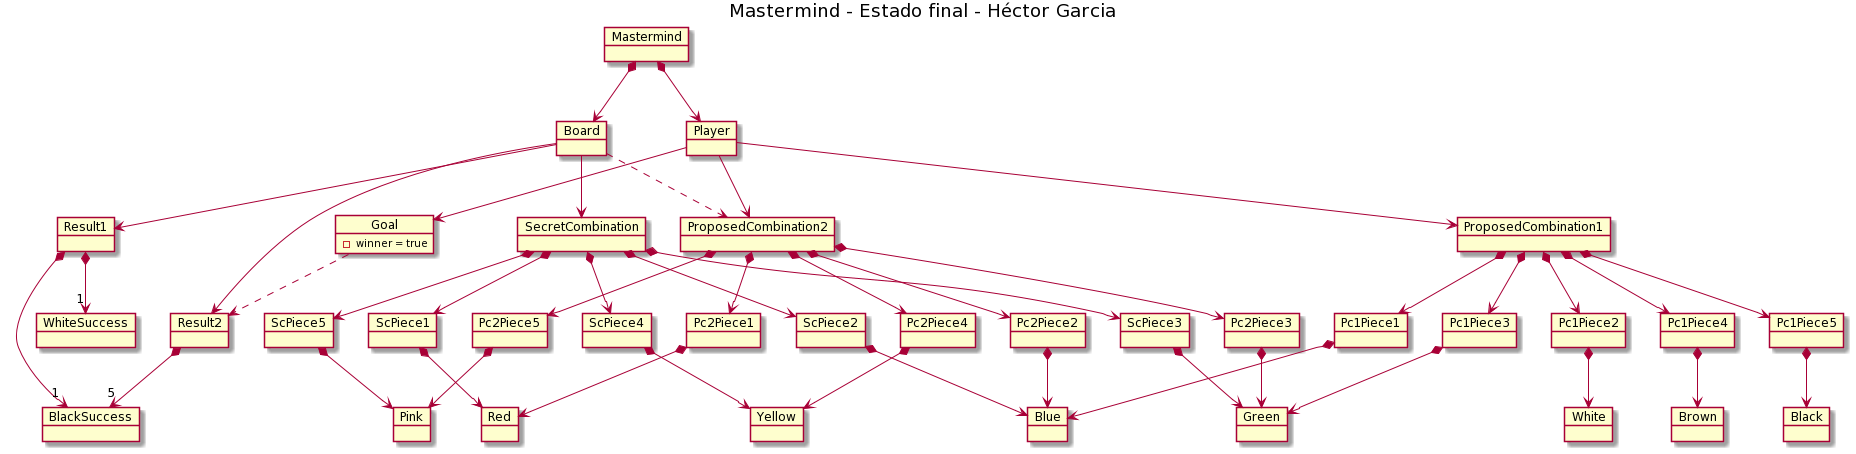 Mastermind - Estado final - Héctor Garcia
Mastermind
Board
Player
Result1
Goal
winner = true
SecretCombination
ProposedCombination2
ProposedCombination1
1
WhiteSuccess
Result2
ScPiece5
ScPiece1
Pc2Piece5
ScPiece4
Pc2Piece1
ScPiece2
Pc2Piece4
Pc2Piece2
ScPiece3
Pc2Piece3
Pc1Piece1
Pc1Piece3
Pc1Piece2
Pc1Piece4
Pc1Piece5
1
5
BlackSuccess
Pink
Red
Yellow
Blue
Green
White
Brown
Black